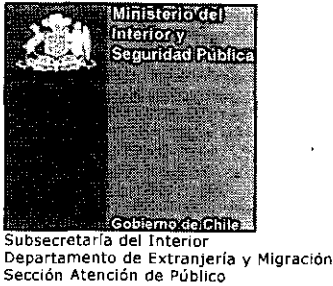 Ministerio del
Interior y
Seguridad Pública
Gobierno de Chile
Subsecretaría del Interior
Departamento de Extranjería y Migración
Sección Atención de Público